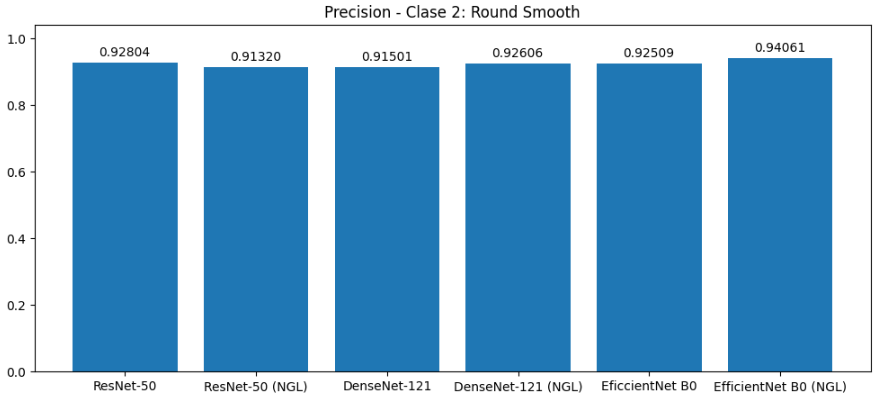 Precision - Clase 2: Round Smooth
1.0
0.8
0.6
0.4
0.2
0.0
0.92804
0.91320
0.91501
0.92606
0.92509
0.94061
ResNet-50
ResNet-50 (NGL)
DenseNet-121
DenseNet-121 (NGL)
EficcientNet B0
EfficientNet B0 (NGL)